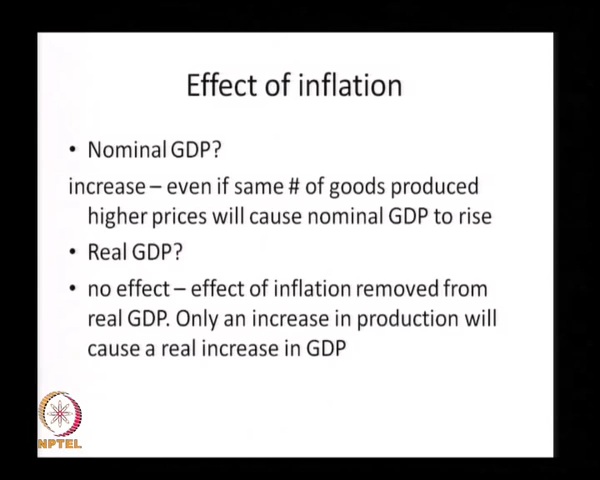 Effect of inflation
• Nominal GDP?
increase – even if same # of goods produced
higher prices will cause nominal GDP to rise
• Real GDP?
• no effect – effect of inflation removed from
real GDP. Only an increase in production will
cause a real increase in GDP
NPTEL